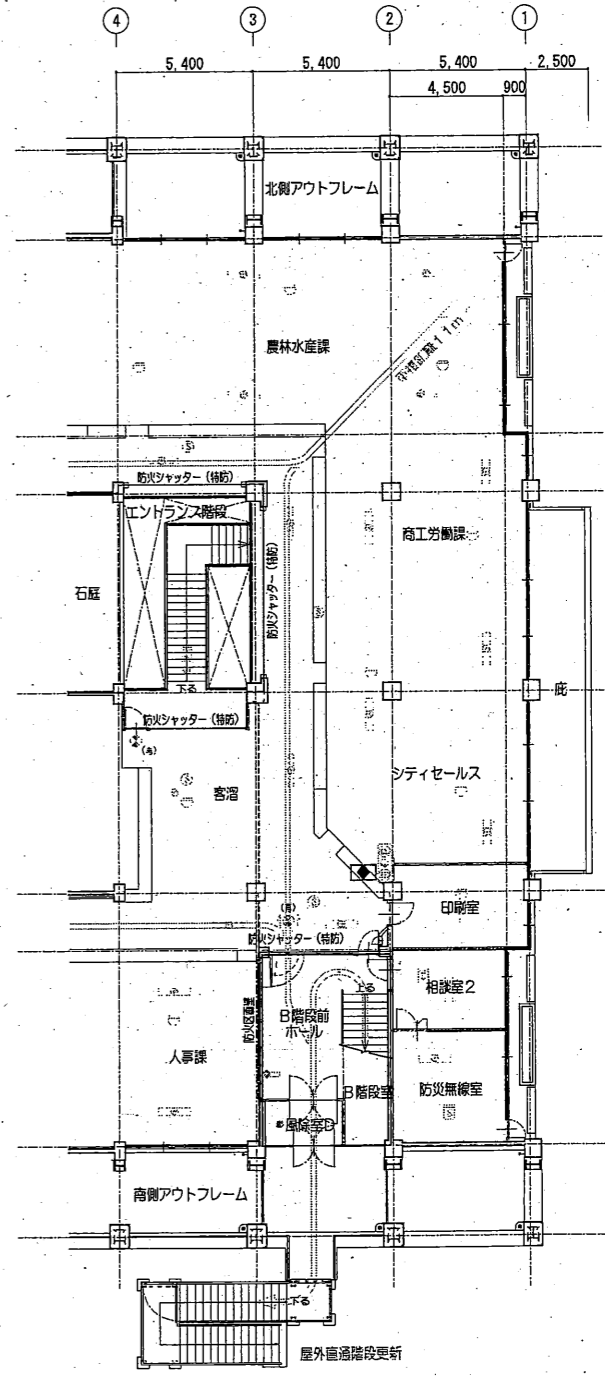 4
3
2
1
5,400
5,400
5,400
2,500
4,500
900
北側アウトフレーム
農林水産課
防火シャッター(特防)
エントランス階段
商工労働課
石庭
防火シャッター(特防)
下る
庇
防火シャッター(特防)
シティセールス
客溜
印刷室
防火シャッター(特防)
上る
相談室2
B階段前
ホール
防火区画壁
人事課
B階段室
防災無線室
風除室D
南側アウトフレーム
下る
屋外直通階段更新